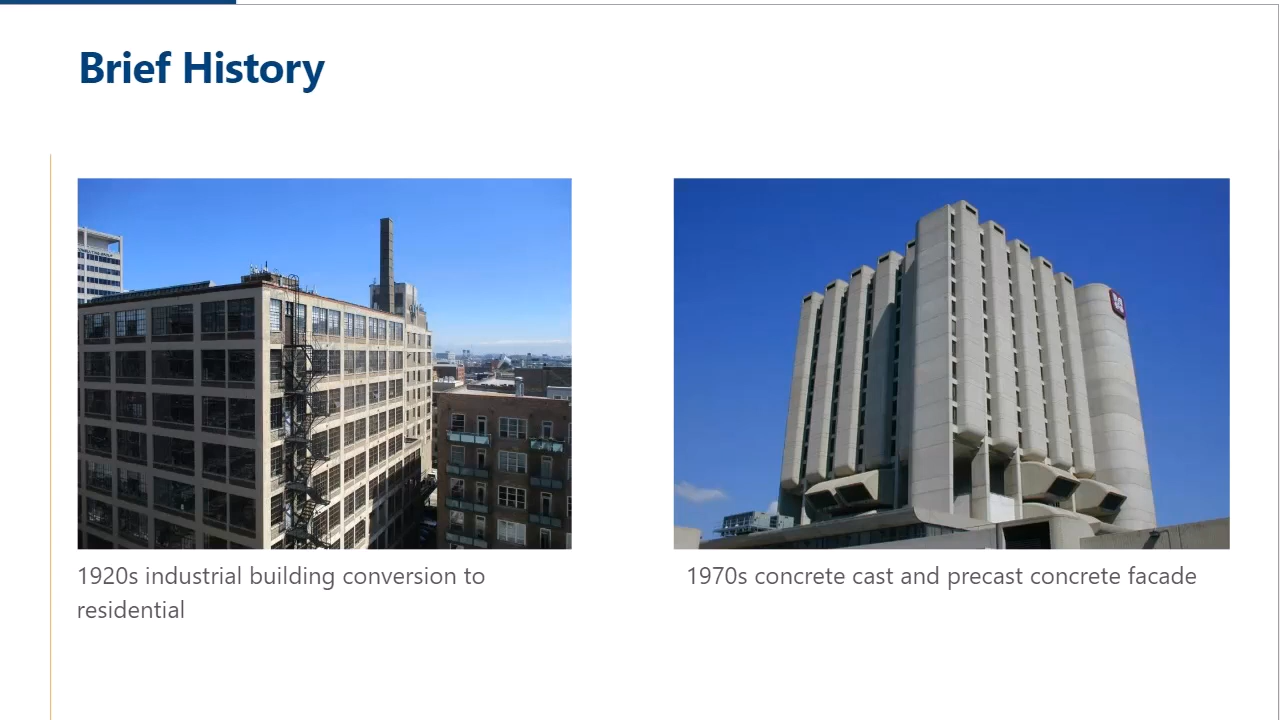 Brief History
1920s industrial building conversion to
residential
1970s concrete cast and precast concrete facade